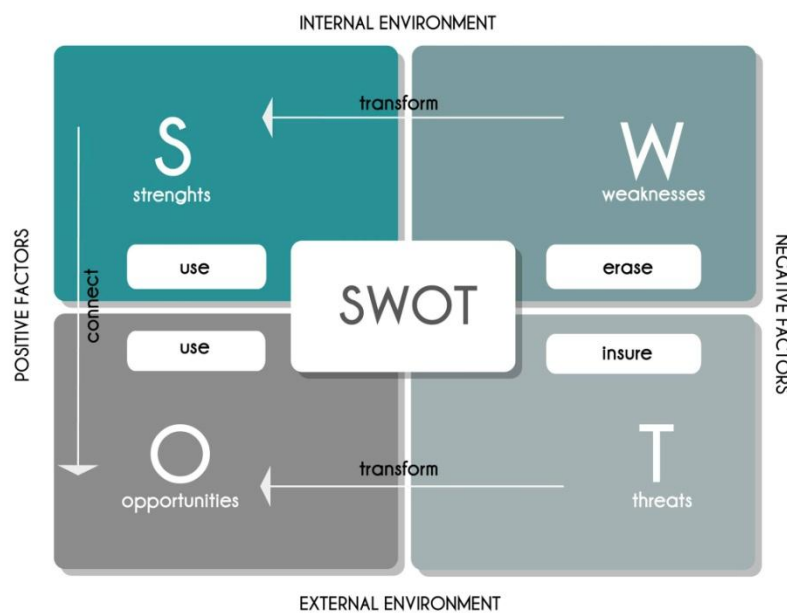 INTERNAL ENVIRONMENT
transform
S
strenghts
W
weaknesses
use
erase
POSITIVE FACTORS
connect
SWOT
NEGATIVE FACTORS
use
insure
O
opportunities
transform
T
threats
EXTERNAL ENVIRONMENT